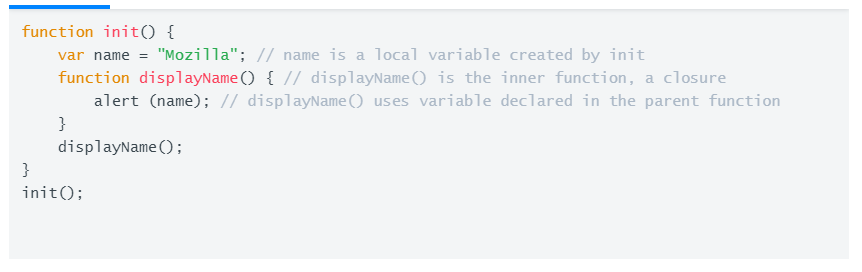 function init() {
    var name = "Mozilla"; // name is a local variable created by init
    function displayName() { // displayName() is the inner function, a closure
        alert (name); // displayName() uses variable declared in the parent function
    }
    displayName();
}
init();